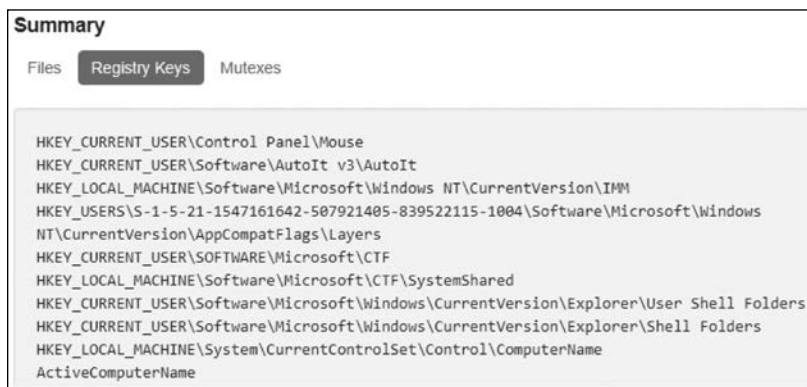 Summary
Files Registry Keys Mutexes
HKEY_CURRENT_USER\Control Panel\Mouse
HKEY_CURRENT_USER\Software\AutoIt v3\AutoIt
HKEY_LOCAL_MACHINE\Software\Microsoft\Windows NT\CurrentVersion\IMM
HKEY_USERS\S-1-5-21-1547161642-507921405-839522115-1004\Software\Microsoft\Windows
NT\CurrentVersion\AppCompatFlags\Layers
HKEY_CURRENT_USER\SOFTWARE\Microsoft\CTF
HKEY_LOCAL_MACHINE\Software\Microsoft\CTF\SystemShared
HKEY_CURRENT_USER\Software\Microsoft\Windows\CurrentVersion\Explorer\User Shell Folders
HKEY_CURRENT_USER\Software\Microsoft\Windows\CurrentVersion\Explorer\Shell Folders
HKEY_LOCAL_MACHINE\System\CurrentControlSet\Control\ComputerName
ActiveComputerName